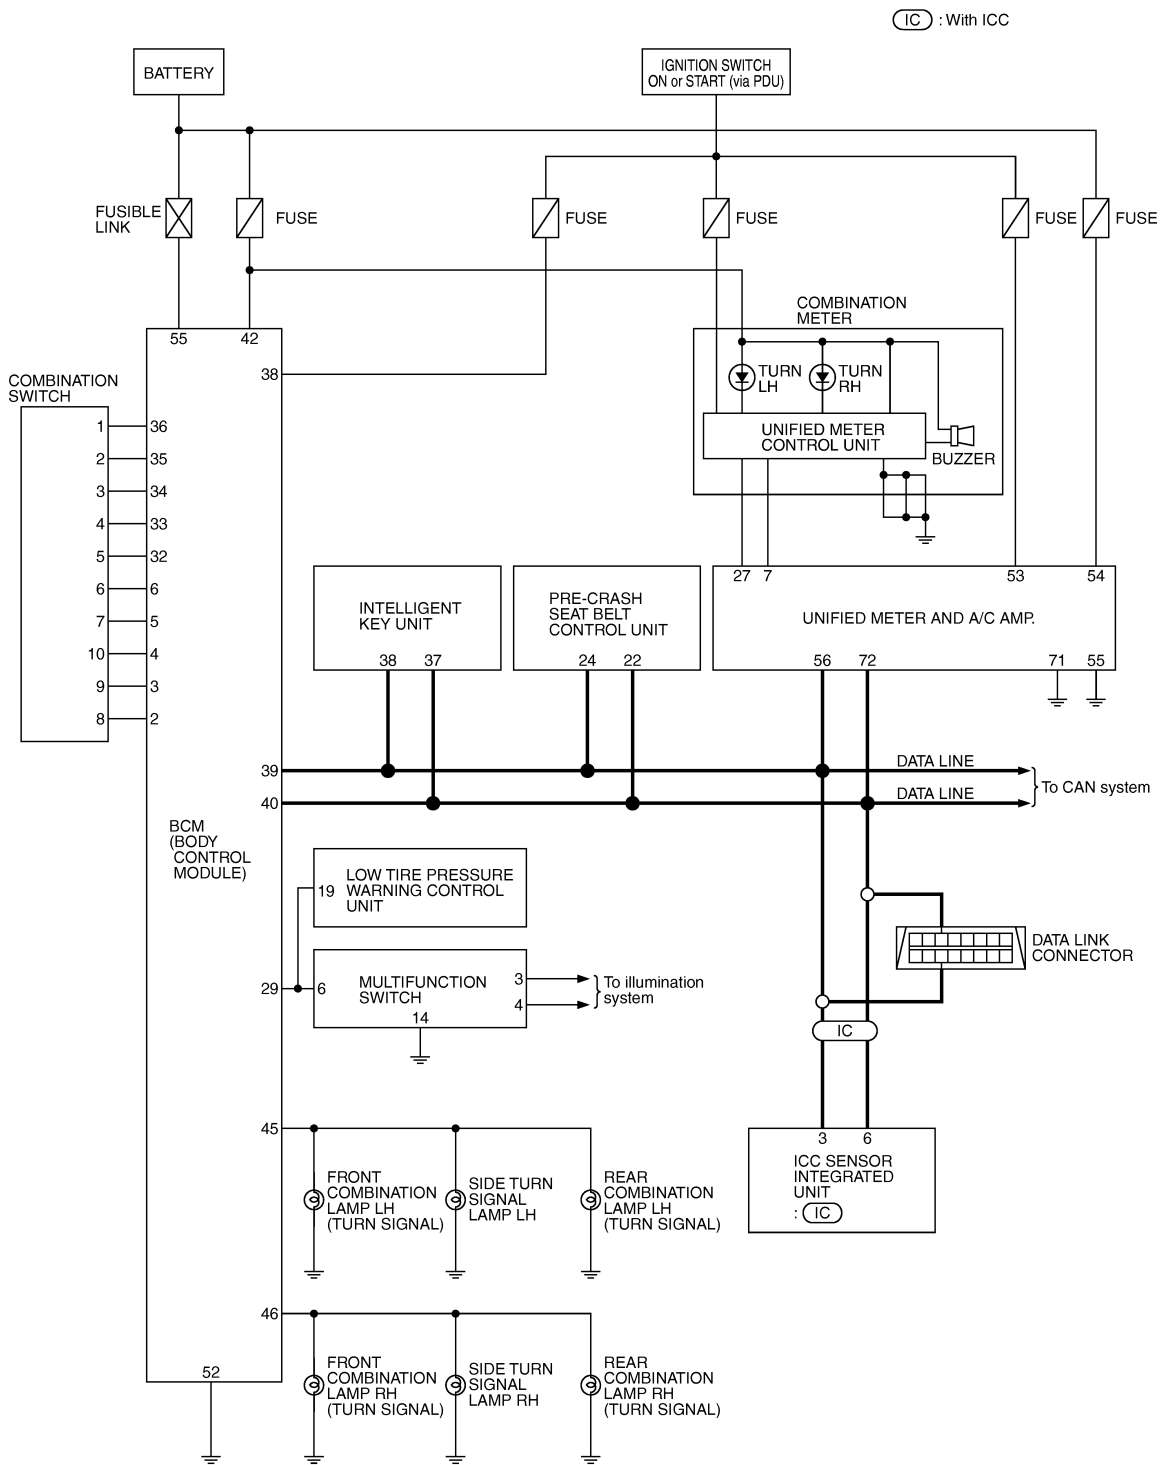 IC : With ICC
BATTERY
IGNITION SWITCH
ON or START (via PDU)
FUSIBLE
LINK
FUSE
FUSE
FUSE
FUSE
FUSE
COMBINATION
METER
55
42
38
TURN
LH
TURN
RH
UNIFIED METER
CONTROL UNIT
BUZZER
COMBINATION
SWITCH
1 36
2 35
3 34
4 33
5 32
6 6
7 5
10 4
9 3
8 2
27 7 53 54
INTELLIGENT
KEY UNIT
38 37
PRE-CRASH
SEAT BELT
CONTROL UNIT
24 22
UNIFIED METER AND A/C AMP.
56 72 71 55
39
DATA LINE
40
DATA LINE
To CAN system
BCM
(BODY
CONTROL
MODULE)
19
LOW TIRE PRESSURE
WARNING CONTROL
UNIT
29
6
MULTIFUNCTION
SWITCH
3
4
14
To illumination
system
DATA LINK
CONNECTOR
IC
45
FRONT
COMBINATION
LAMP LH
(TURN SIGNAL)
SIDE TURN
SIGNAL
LAMP LH
REAR
COMBINATION
LAMP LH
(TURN SIGNAL)
3 6
ICC SENSOR
INTEGRATED
UNIT
: IC
46
FRONT
COMBINATION
LAMP RH
(TURN SIGNAL)
SIDE TURN
SIGNAL
LAMP RH
REAR
COMBINATION
LAMP RH
(TURN SIGNAL)
52